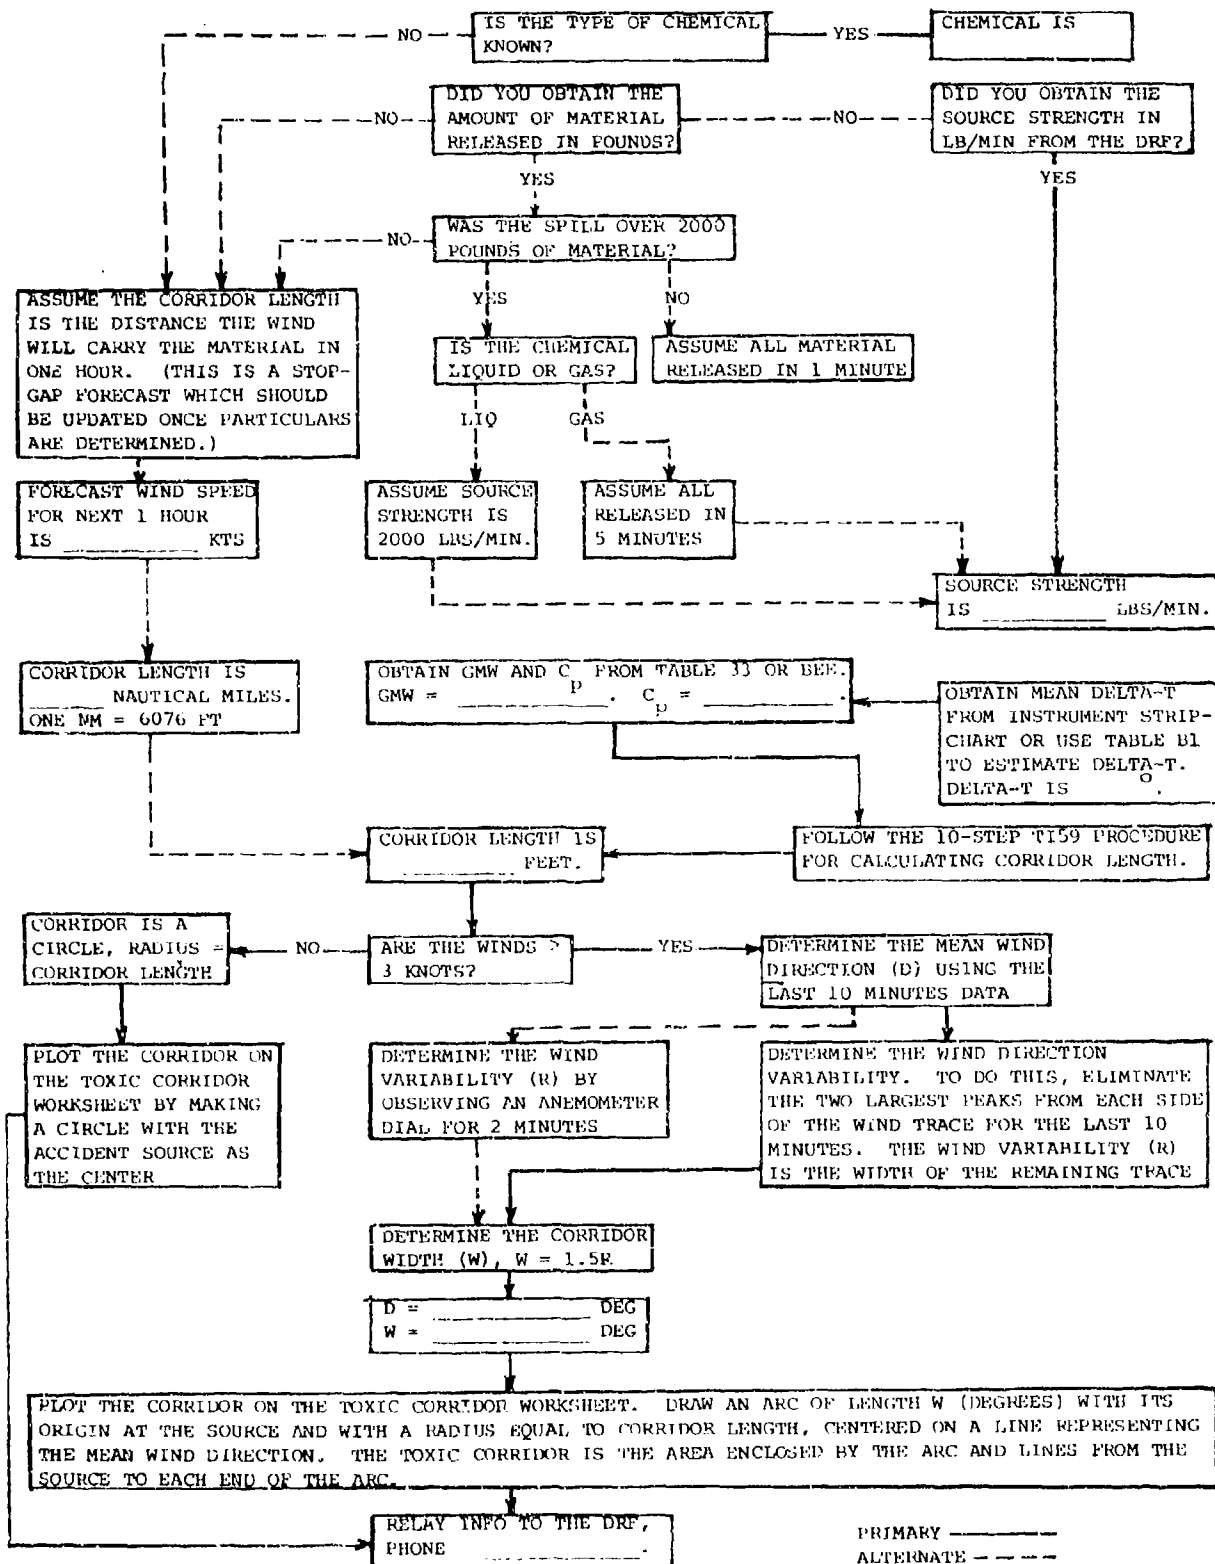 IS THE TYPE OF CHEMICAL
KNOWN?
NO
YES
CHEMICAL IS
DID YOU OBTAIN THE
AMOUNT OF MATERIAL
RELEASED IN POUNDS?
NO
NO
DID YOU OBTAIN THE
SOURCE STRENGTH IN
LB/MIN FROM THE DRF?
YES
YES
WAS THE SPILL OVER 2000
POUNDS OF MATERIAL?
NO
YES
NO
ASSUME THE CORRIDOR LENGTH
IS THE DISTANCE THE WIND
WILL CARRY THE MATERIAL IN
ONE HOUR. (THIS IS A STOP-
GAP FORECAST WHICH SHOULD
BE UPDATED ONCE PARTICULARS
ARE DETERMINED.)
IS THE CHEMICAL
LIQUID OR GAS?
ASSUME ALL MATERIAL
RELEASED IN 1 MINUTE
LIQ
GAS
FORECAST WIND SPEED
FOR NEXT 1 HOUR
IS ________ KTS
ASSUME SOURCE
STRENGTH IS
2000 LBS/MIN.
ASSUME ALL
RELEASED IN
5 MINUTES
SOURCE STRENGTH
IS ________ LBS/MIN.
CORRIDOR LENGTH IS
_____ NAUTICAL MILES.
ONE NM = 6076 FT
OBTAIN GMW AND Cp FROM TABLE 33 OR BEE.
GMW = ________. Cp = ________.
OBTAIN MEAN DELTA-T
FROM INSTRUMENT STRIP-
CHART OR USE TABLE B1
TO ESTIMATE DELTA-T.
DELTA-T IS °.
CORRIDOR LENGTH IS
________ FEET.
FOLLOW THE 10-STEP TI59 PROCEDURE
FOR CALCULATING CORRIDOR LENGTH.
CORRIDOR IS A
CIRCLE, RADIUS =
CORRIDOR LENGTH
NO
ARE THE WINDS >
3 KNOTS?
YES
DETERMINE THE MEAN WIND
DIRECTION (D) USING THE
LAST 10 MINUTES DATA
PLOT THE CORRIDOR ON
THE TOXIC CORRIDOR
WORKSHEET BY MAKING
A CIRCLE WITH THE
ACCIDENT SOURCE AS
THE CENTER
DETERMINE THE WIND
VARIABILITY (R) BY
OBSERVING AN ANEMOMETER
DIAL FOR 2 MINUTES
DETERMINE THE WIND DIRECTION
VARIABILITY. TO DO THIS, ELIMINATE
THE TWO LARGEST PEAKS FROM EACH SIDE
OF THE WIND TRACE FOR THE LAST 10
MINUTES. THE WIND VARIABILITY (R)
IS THE WIDTH OF THE REMAINING TRACE
DETERMINE THE CORRIDOR
WIDTH (W), W = 1.5R
D = ________ DEG
W = ________ DEG
PLOT THE CORRIDOR ON THE TOXIC CORRIDOR WORKSHEET. DRAW AN ARC OF LENGTH W (DEGREES) WITH ITS
ORIGIN AT THE SOURCE AND WITH A RADIUS EQUAL TO CORRIDOR LENGTH, CENTERED ON A LINE REPRESENTING
THE MEAN WIND DIRECTION. THE TOXIC CORRIDOR IS THE AREA ENCLOSED BY THE ARC AND LINES FROM THE
SOURCE TO EACH END OF THE ARC.
RELAY INFO TO THE DRF,
PHONE ________.
PRIMARY
ALTERNATE